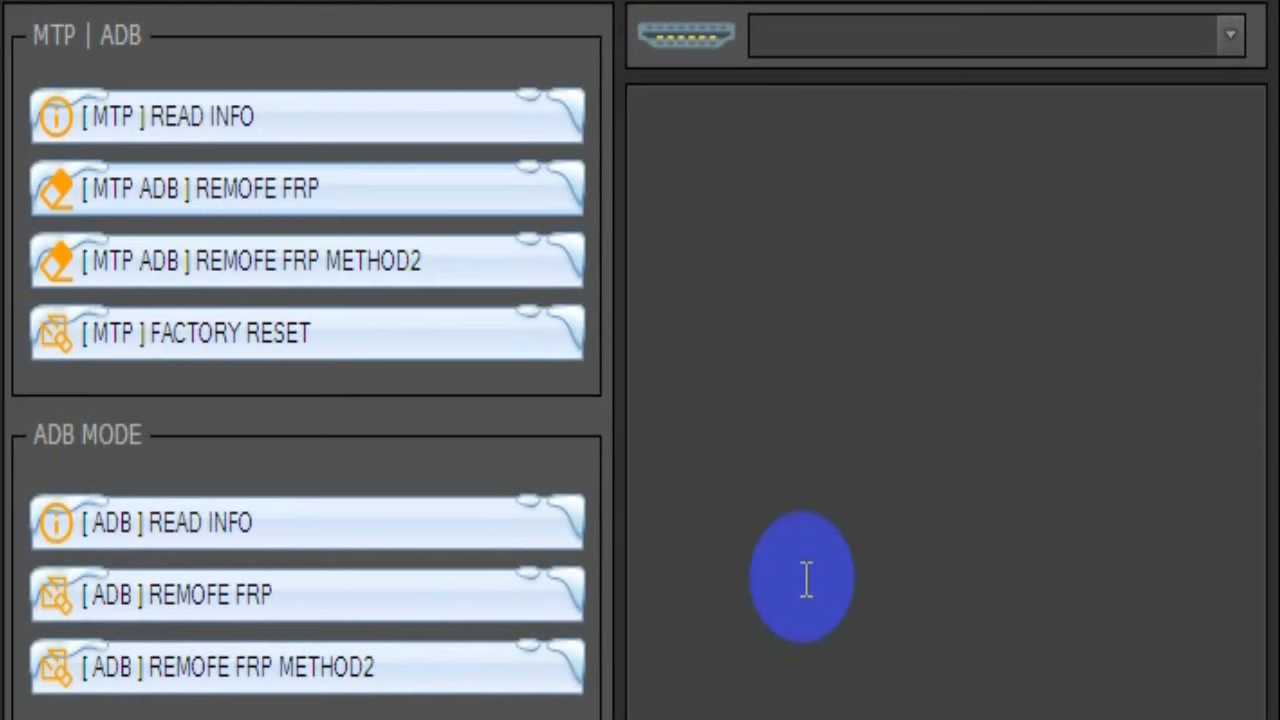 MTP | ADB
[ MTP ] READ INFO
[ MTP ADB ] REMOFE FRP
[ MTP ADB ] REMOFE FRP METHOD2
[ MTP ] FACTORY RESET
ADB MODE
[ ADB ] READ INFO
[ ADB ] REMOFE FRP
[ ADB ] REMOFE FRP METHOD2